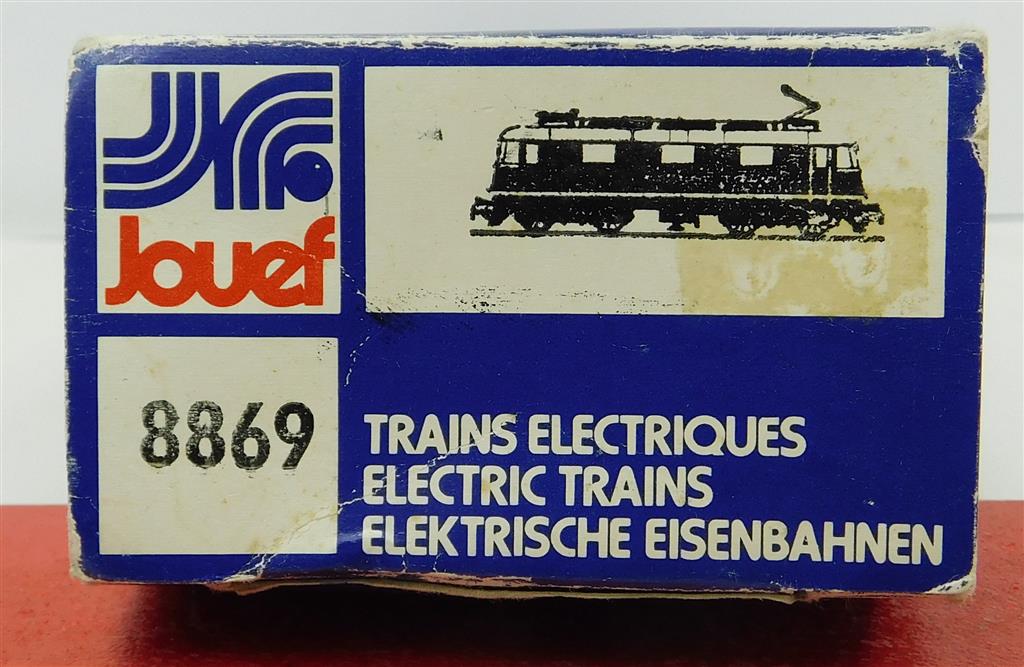 Jouef
8869
TRAINS ELECTRIQUES
ELECTRIC TRAINS
ELEKTRISCHE EISENBAHNEN